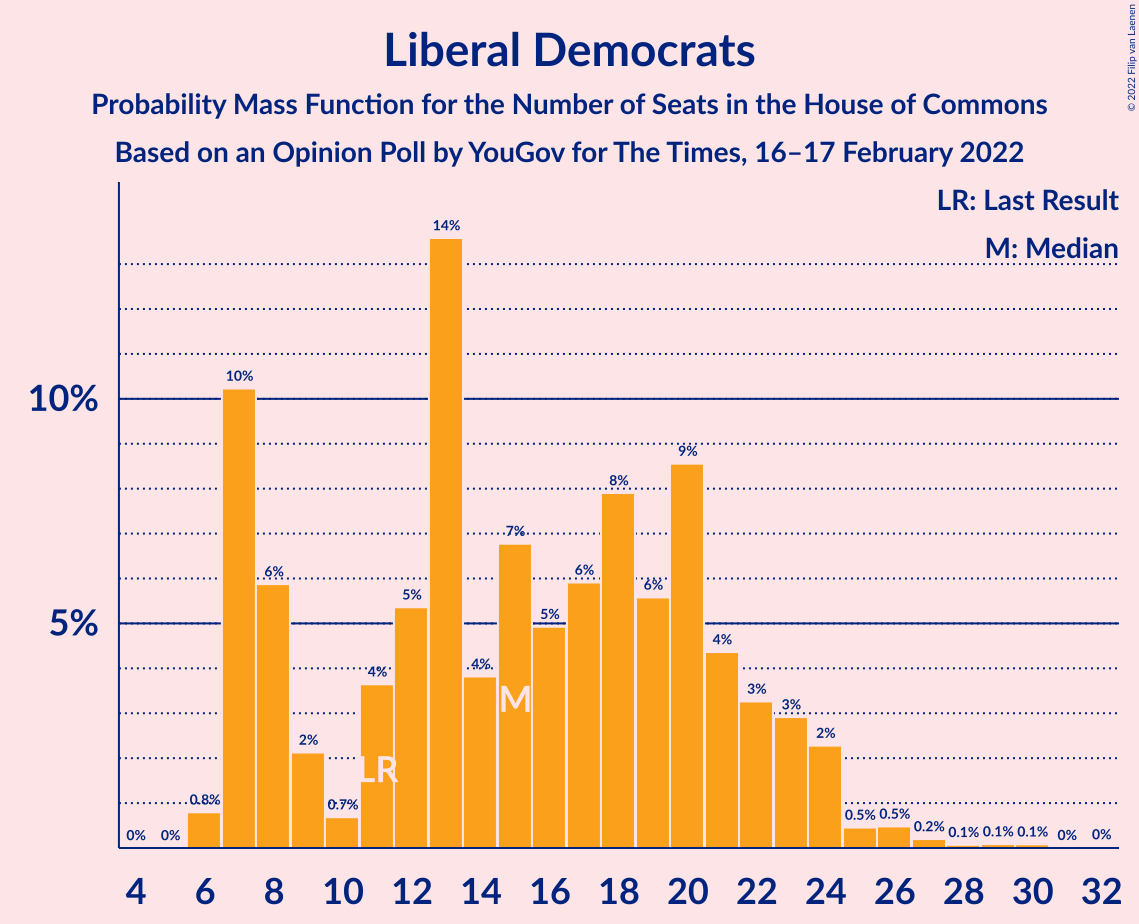 Liberal Democrats
Probability Mass Function for the Number of Seats in the House of Commons
Based on an Opinion Poll by YouGov for The Times, 16–17 February 2022
© 2022 Filip van Laenen
LR: Last Result
M: Median
10%
5%
0% 0% 0.8% 10% 6% 2% 0.7% 4% 5% 14% 4% 7% 5% 6% 8% 6% 9% 4% 3% 3% 2% 0.5% 0.5% 0.2% 0.1% 0.1% 0.1% 0% 0%
M
LR
4 6 8 10 12 14 16 18 20 22 24 26 28 30 32